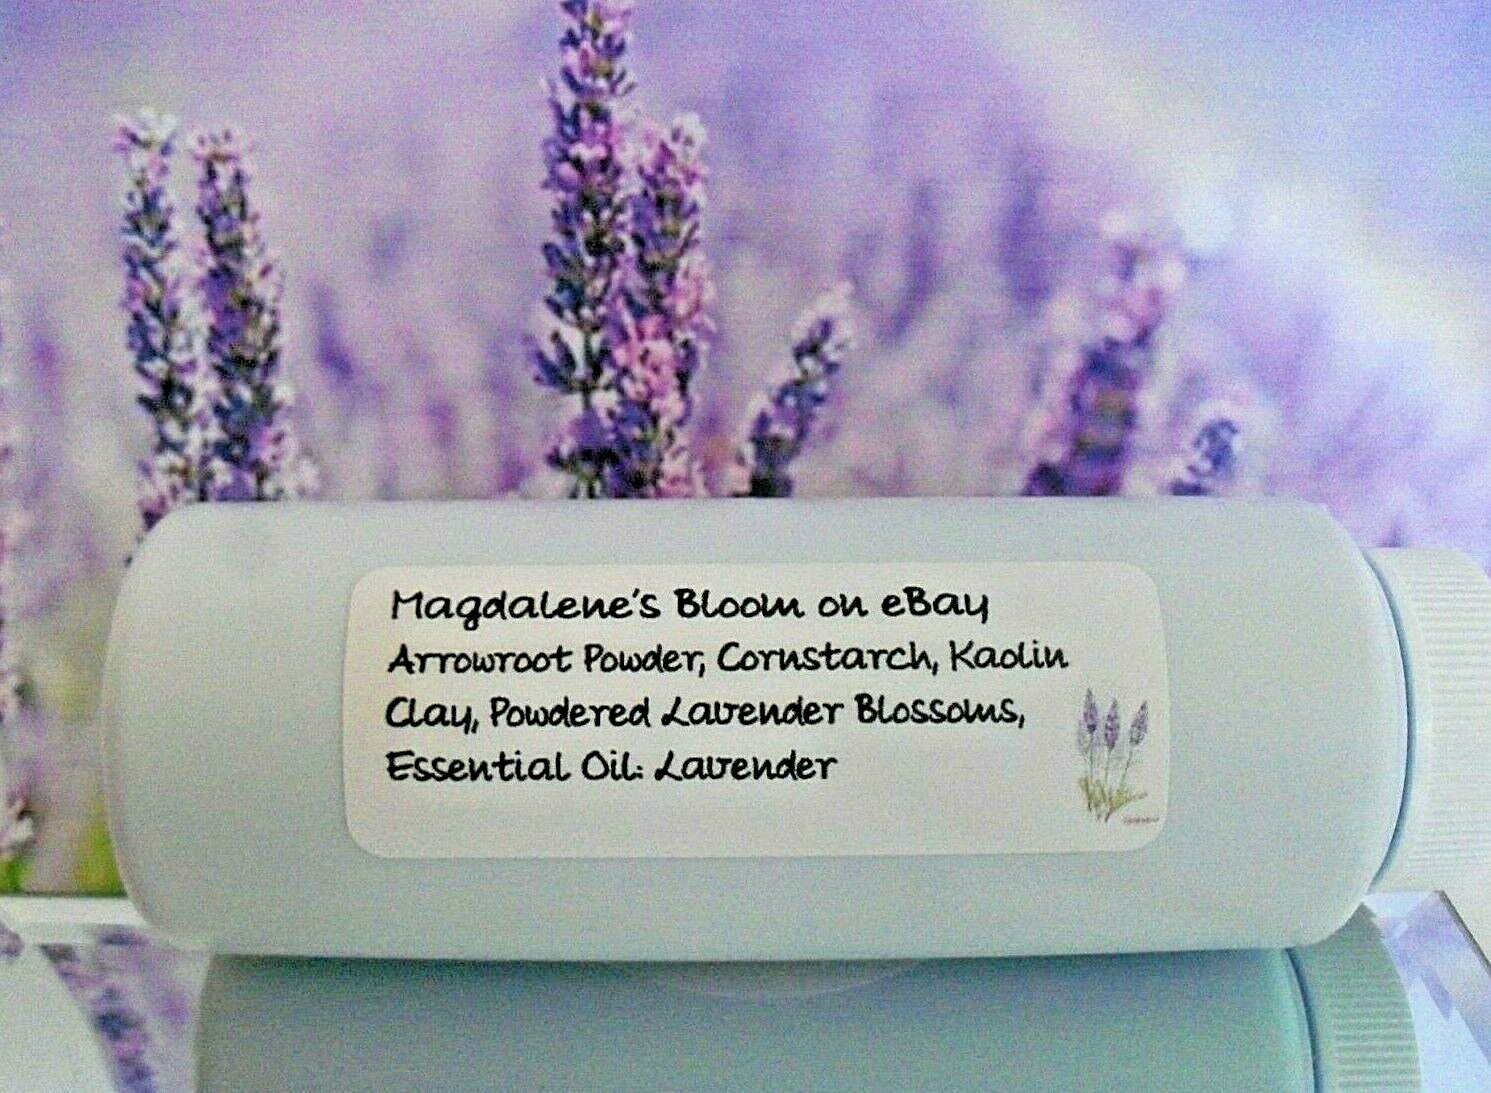 Magdalene's Bloom on eBay
Arrowroot Powder, Cornstarch, Kaolin
Clay, Powdered Lavender Blossoms,
Essential Oil: Lavender